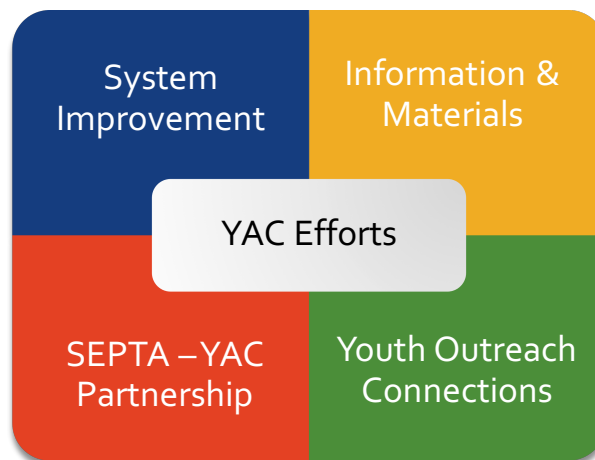 System
Improvement
Information &
Materials
YAC Efforts
SEPTA –YAC
Partnership
Youth Outreach
Connections